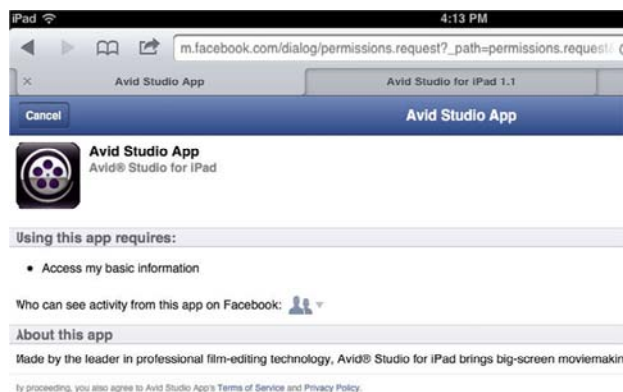 iPad 4:13 PM
m.facebook.com/dialog/permissions.request?_path=permissions.request
Avid Studio App Avid Studio for iPad 1.1
Cancel Avid Studio App
Avid Studio App
Avid® Studio for iPad
Using this app requires:
• Access my basic information
Who can see activity from this app on Facebook:
About this app
Made by the leader in professional film-editing technology, Avid® Studio for iPad brings big-screen moviemakin
By proceeding, you also agree to Avid Studio App's Terms of Service and Privacy Policy.